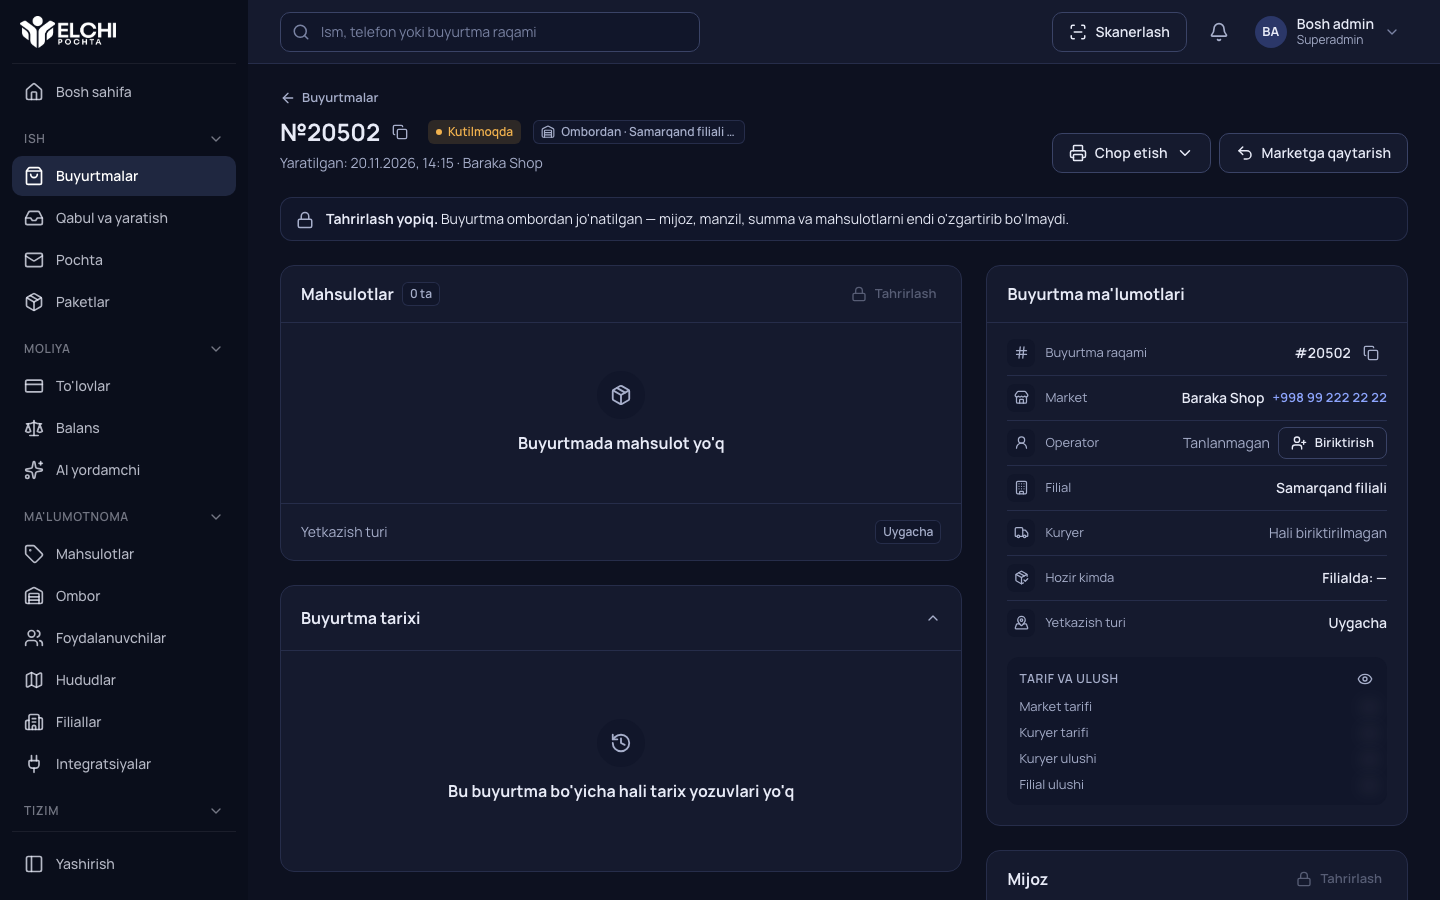 ELCHI
POCHTA
Ism, telefon yoki buyurtma raqami
Skanerlash
BA
Bosh admin
Superadmin
Bosh sahifa
ISH
Buyurtmalar
Qabul va yaratish
Pochta
Paketlar
MOLIYA
To'lovlar
Balans
AI yordamchi
MA'LUMOTNOMA
Mahsulotlar
Ombor
Foydalanuvchilar
Hududlar
Filiallar
Integratsiyalar
TIZIM
Yashirish
Buyurtmalar
№20502
Kutilmoqda
Ombordan · Samarqand filiali ...
Yaratilgan: 20.11.2026, 14:15 · Baraka Shop
Chop etish
Marketga qaytarish
Tahrirlash yopiq. Buyurtma ombordan jo'natilgan — mijoz, manzil, summa va mahsulotlarni endi o'zgartirib bo'lmaydi.
Mahsulotlar
0 ta
Tahrirlash
Buyurtmada mahsulot yo'q
Yetkazish turi
Uygacha
Buyurtma tarixi
Bu buyurtma bo'yicha hali tarix yozuvlari yo'q
Buyurtma ma'lumotlari
Buyurtma raqami
#20502
Market
Baraka Shop +998 99 222 22 22
Operator
Tanlanmagan
Biriktirish
Filial
Samarqand filiali
Kuryer
Hali biriktirilmagan
Hozir kimda
Filialda: —
Yetkazish turi
Uygacha
TARIF VA ULUSH
Market tarifi
Kuryer tarifi
Kuryer ulushi
Filial ulushi
Mijoz
Tahrirlash